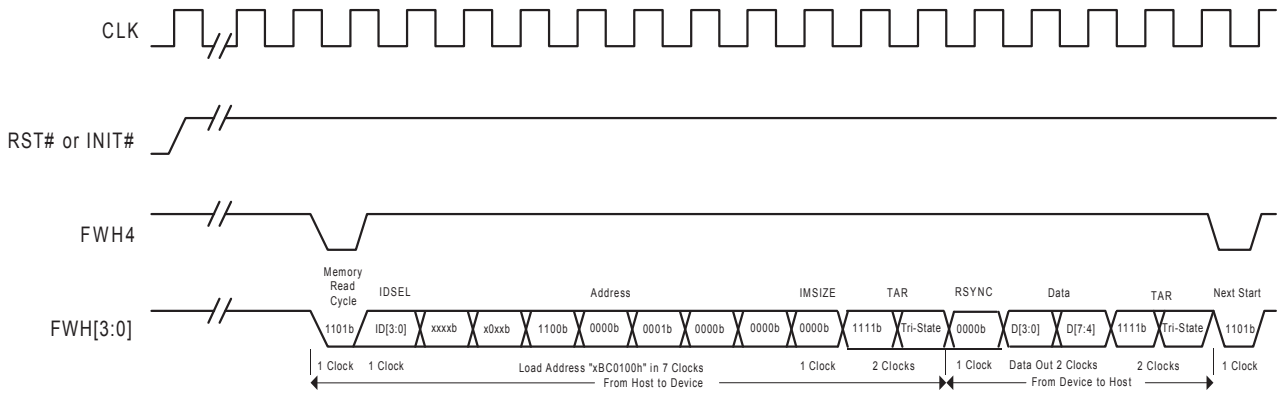 CLK
RST# or INIT#
FWH4
Memory
Read
Cycle
IDSEL
Address
IMSIZE
TAR
RSYNC
Data
TAR
Next Start
FWH[3:0]
1101b
ID[3:0]
xxxxb
x0xxb
1100b
0000b
0001b
0000b
0000b
0000b
1111b
Tri-State
0000b
D[3:0]
D[7:4]
1111b
Tri-State
1101b
1 Clock
1 Clock
Load Address "xBC0100h" in 7 Clocks
1 Clock
2 Clocks
1 Clock
Data Out 2 Clocks
2 Clocks
1 Clock
From Host to Device
From Device to Host